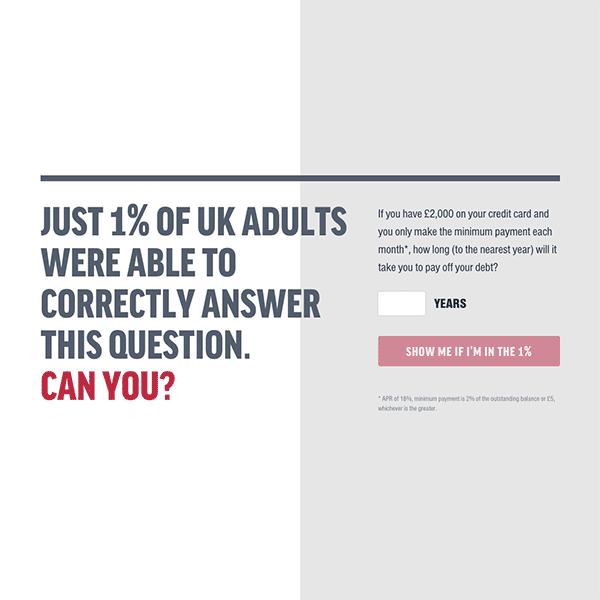 JUST 1% OF UK ADULTS
WERE ABLE TO
CORRECTLY ANSWER
THIS QUESTION.
CAN YOU?
If you have £2,000 on your credit card and
you only make the minimum payment each
month*, how long (to the nearest year) will it
take you to pay off your debt?
YEARS
SHOW ME IF I'M IN THE 1%
* APR of 18%, minimum payment is 2% of the outstanding balance or £5,
whichever is the greater.